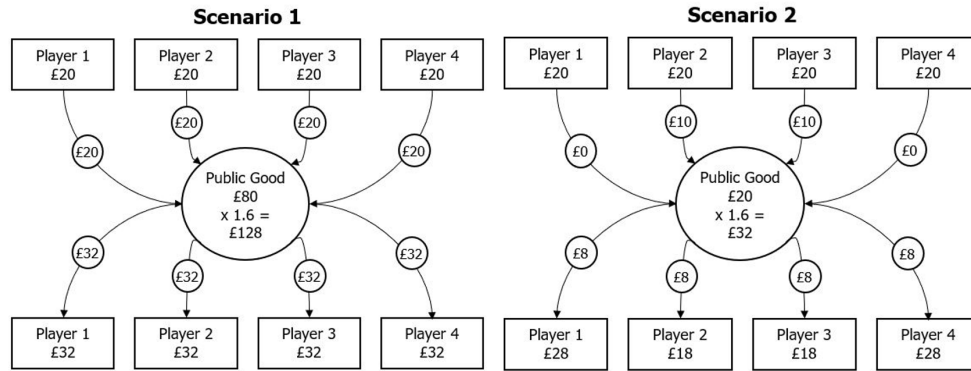 Scenario 1
Player 1
£20
Player 2
£20
Player 3
£20
Player 4
£20
£20
£20
£20
£20
Public Good
£80
x 1.6 =
£128
£32
£32
£32
£32
Player 1
£32
Player 2
£32
Player 3
£32
Player 4
£32
Scenario 2
Player 1
£20
Player 2
£20
Player 3
£20
Player 4
£20
£0
£10
£10
£0
Public Good
£20
x 1.6 =
£32
£8
£8
£8
£8
Player 1
£28
Player 2
£18
Player 3
£18
Player 4
£28